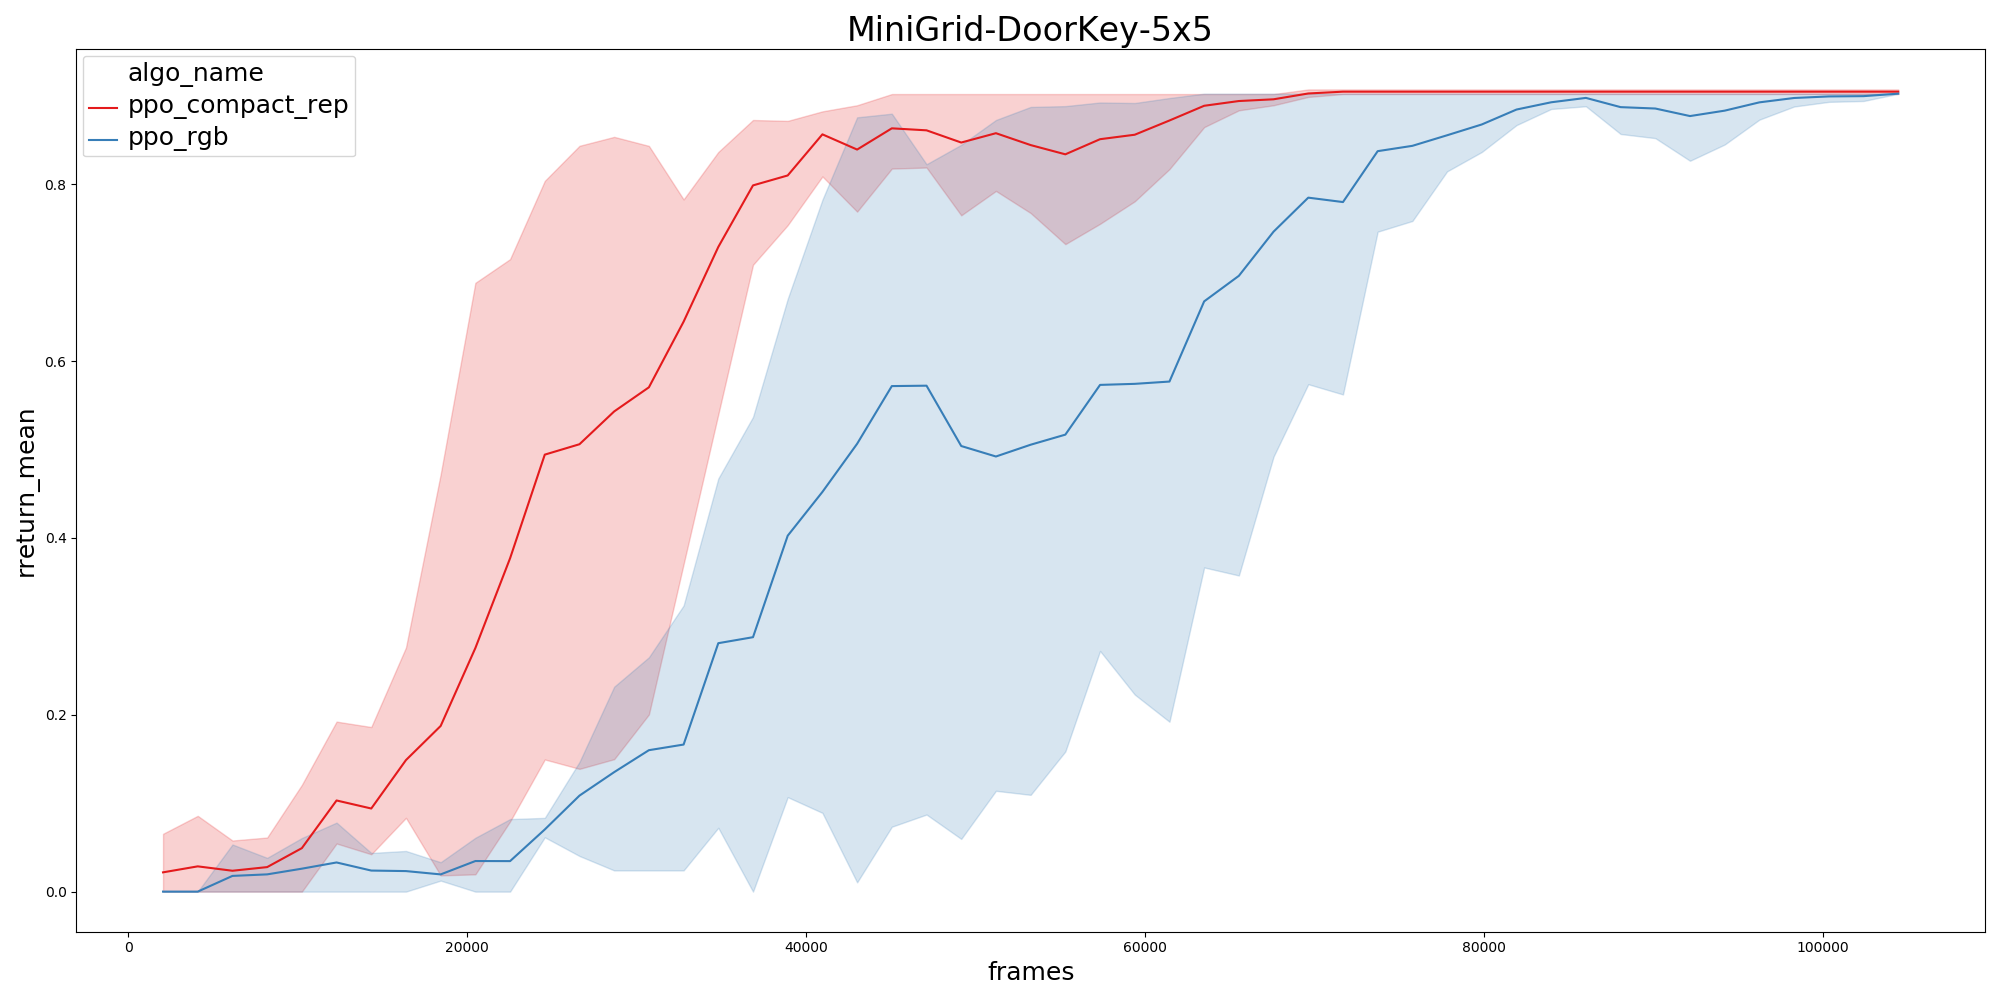 MiniGrid-DoorKey-5x5
algo_name
ppo_compact_rep
ppo_rgb
rreturn_mean
0.8
0.6
0.4
0.2
0.0
0 20000 40000 60000 80000 100000
frames